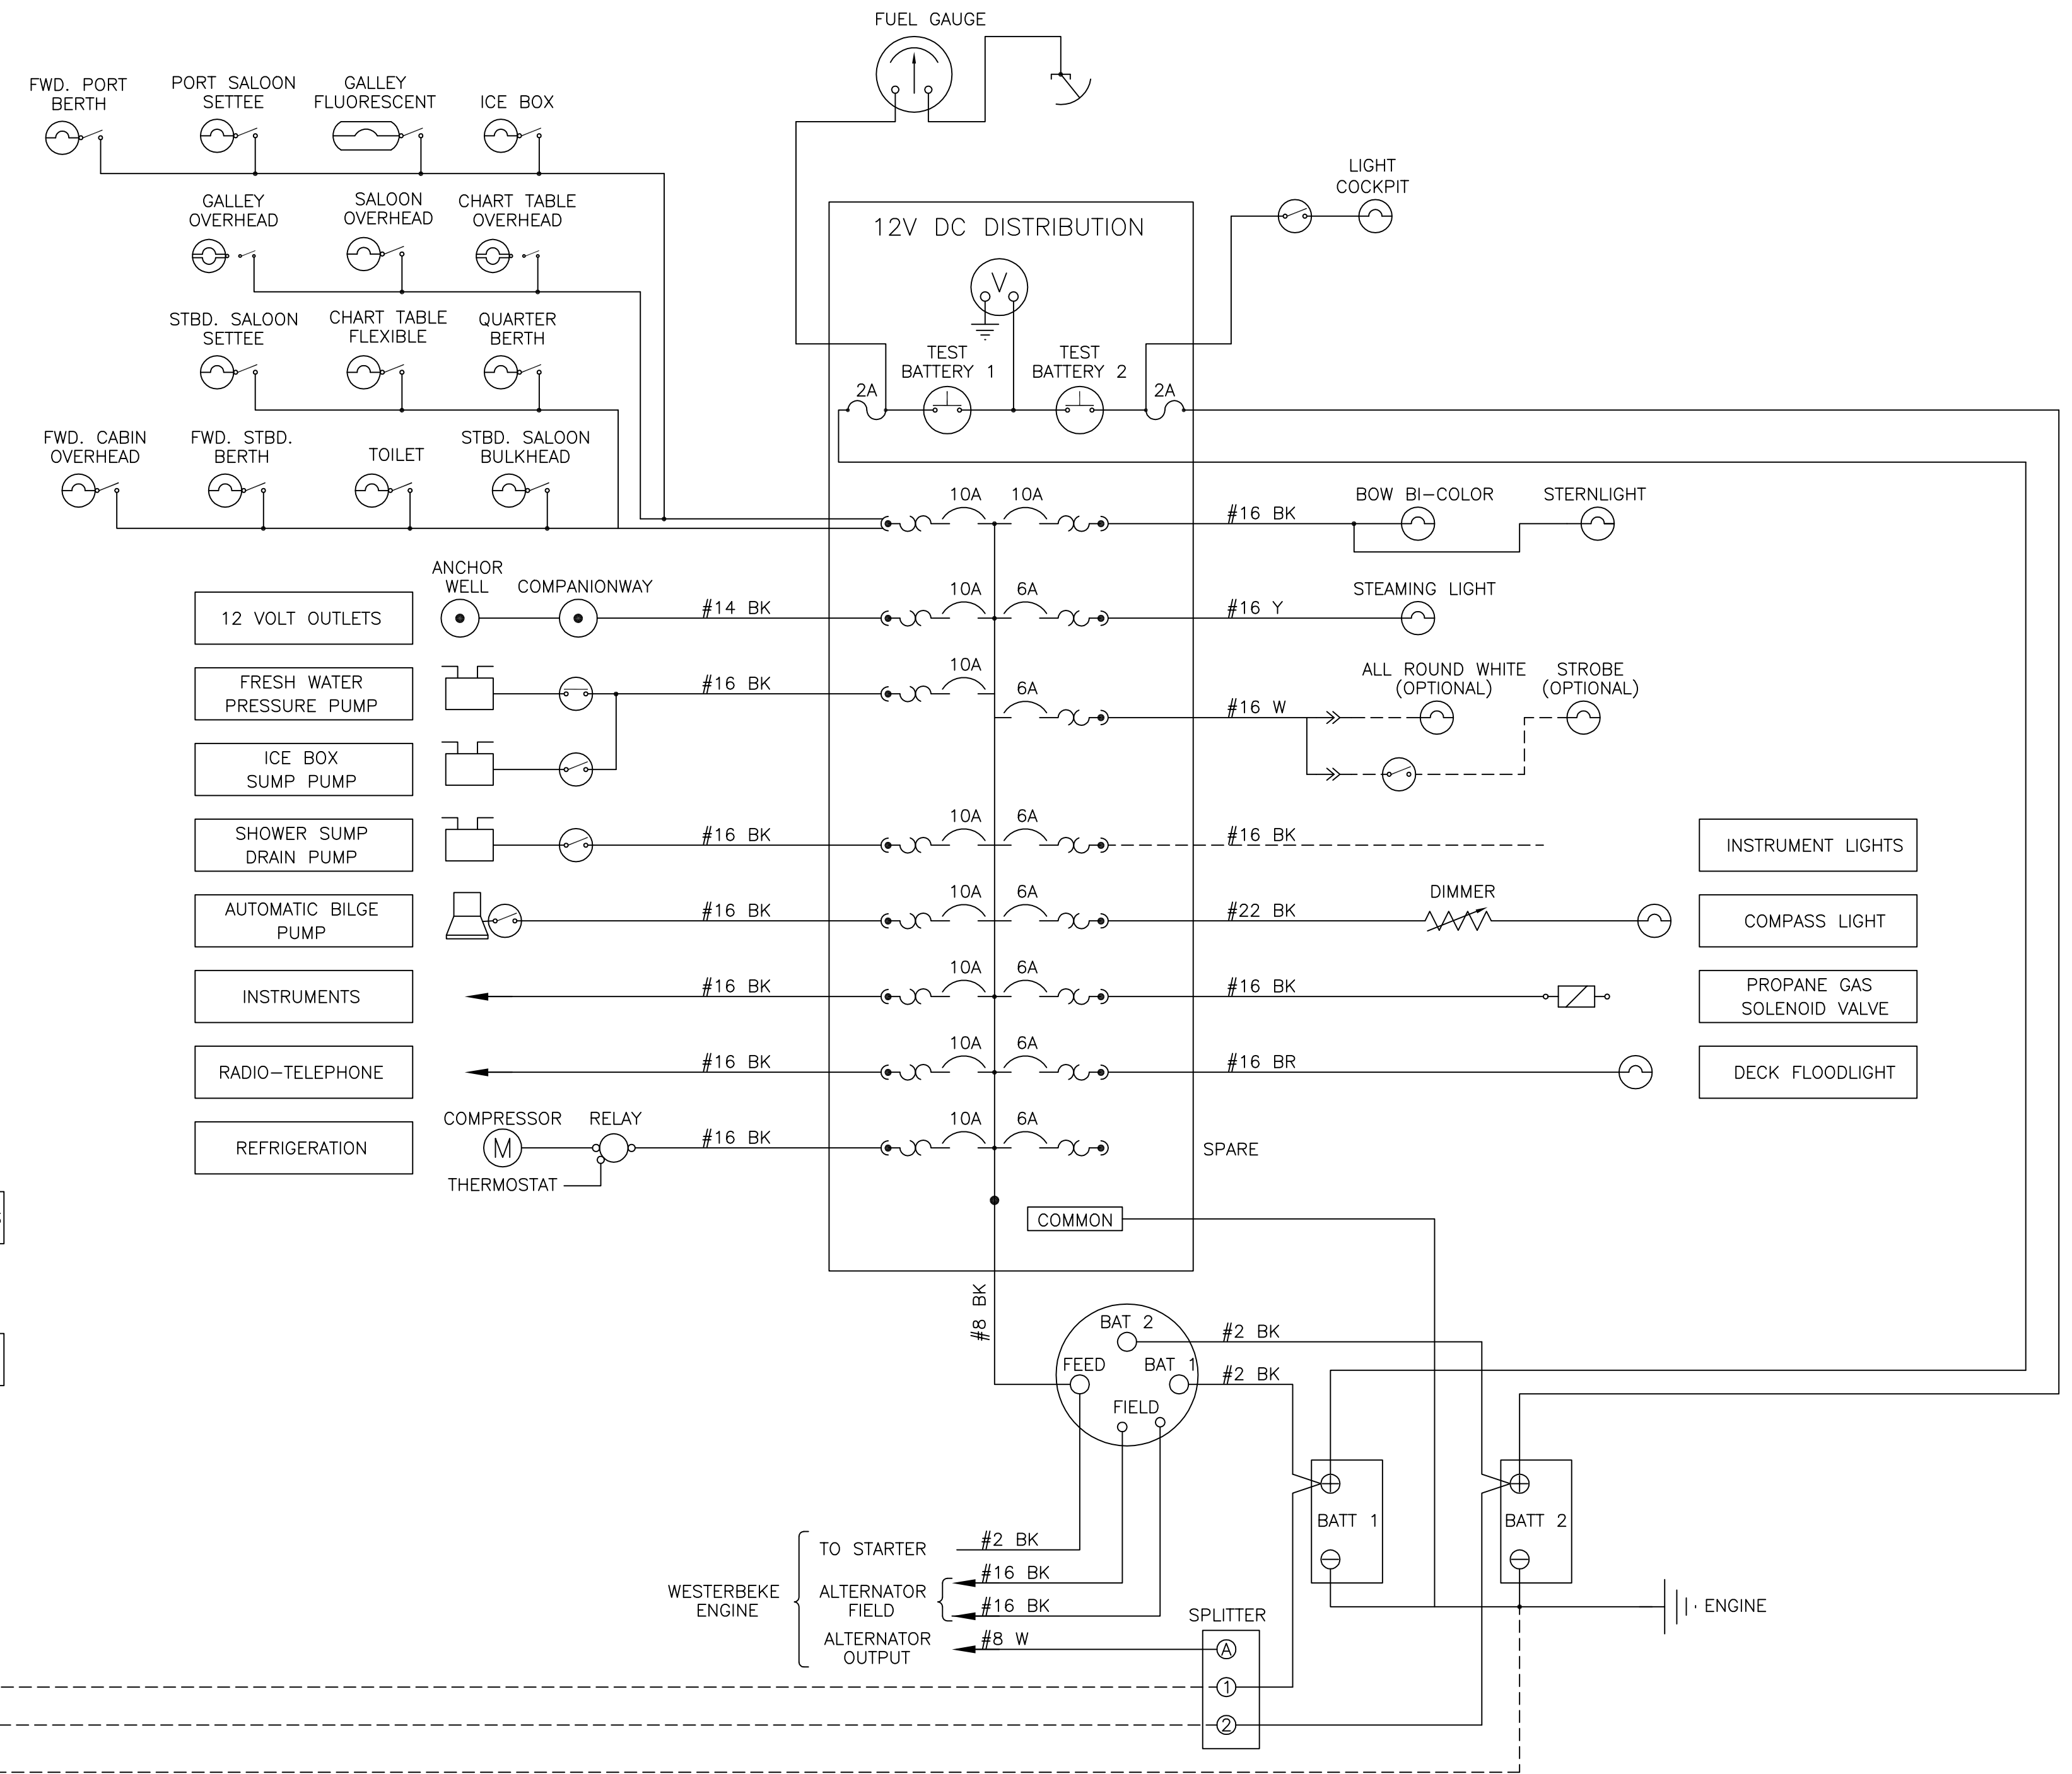 FUEL GAUGE
FWD. PORT
BERTH
PORT SALOON
SETTEE
GALLEY
FLUORESCENT
ICE BOX
LIGHT
COCKPIT
GALLEY
OVERHEAD
SALOON
OVERHEAD
CHART TABLE
OVERHEAD
12V DC DISTRIBUTION
V
STBD. SALOON
SETTEE
CHART TABLE
FLEXIBLE
QUARTER
BERTH
TEST
BATTERY 1
TEST
BATTERY 2
2A
2A
FWD. CABIN
OVERHEAD
FWD. STBD.
BERTH
TOILET
STBD. SALOON
BULKHEAD
10A
10A
#16 BK
BOW BI-COLOR
STERNLIGHT
12 VOLT OUTLETS
ANCHOR
WELL
COMPANIONWAY
#14 BK
10A
6A
#16 Y
STEAMING LIGHT
FRESH WATER
PRESSURE PUMP
#16 BK
10A
6A
#16 W
ALL ROUND WHITE
(OPTIONAL)
STROBE
(OPTIONAL)
ICE BOX
SUMP PUMP
SHOWER SUMP
DRAIN PUMP
#16 BK
10A
6A
#16 BK
INSTRUMENT LIGHTS
AUTOMATIC BILGE
PUMP
#16 BK
10A
6A
#22 BK
DIMMER
COMPASS LIGHT
INSTRUMENTS
#16 BK
10A
6A
#16 BK
PROPANE GAS
SOLENOID VALVE
RADIO-TELEPHONE
#16 BK
10A
6A
#16 BR
DECK FLOODLIGHT
REFRIGERATION
COMPRESSOR
M
RELAY
THERMOSTAT
#16 BK
10A
6A
SPARE
COMMON
#8 BK
BAT 2
FEED
BAT 1
FIELD
#2 BK
#2 BK
BATT 1
BATT 2
WESTERBEKE
ENGINE
TO STARTER
#2 BK
ALTERNATOR
FIELD
#16 BK
#16 BK
ALTERNATOR
OUTPUT
#8 W
SPLITTER
A
1
2
ENGINE